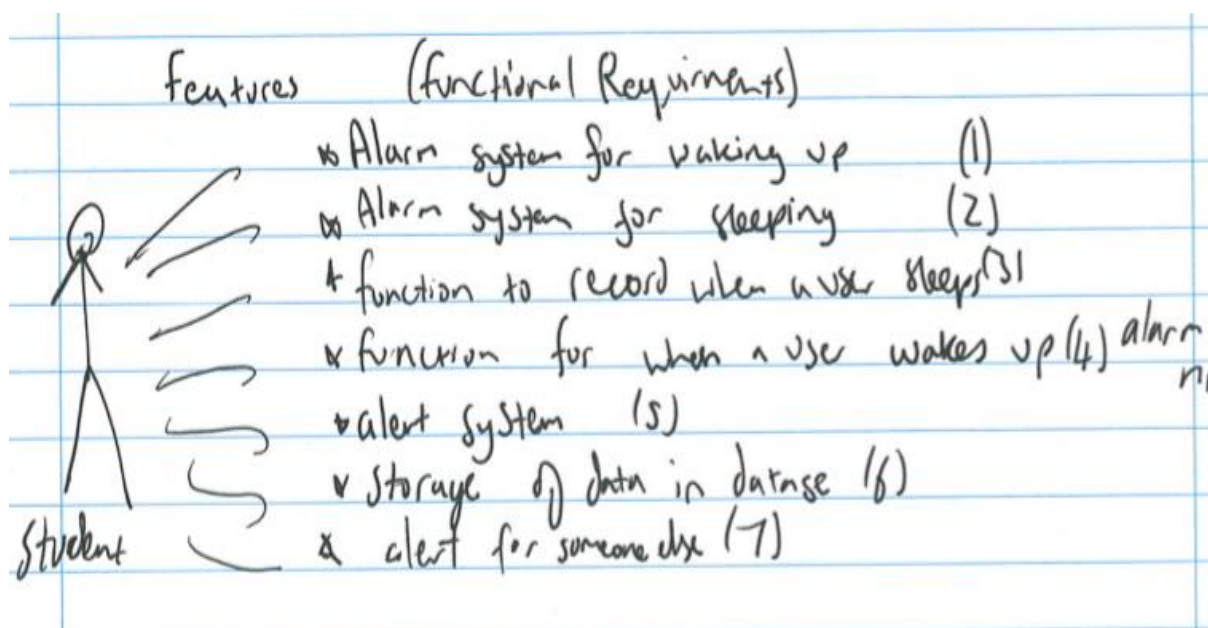 features (functional Requirments)
* Alarm system for waking up (1)
* Alarm system for sleeping (2)
* function to record when a user sleeps (3)
* function for when a user wakes up (4) alarm
* alert system (5)
* storage of data in datase (6)
* alert for someone else (7)
Student